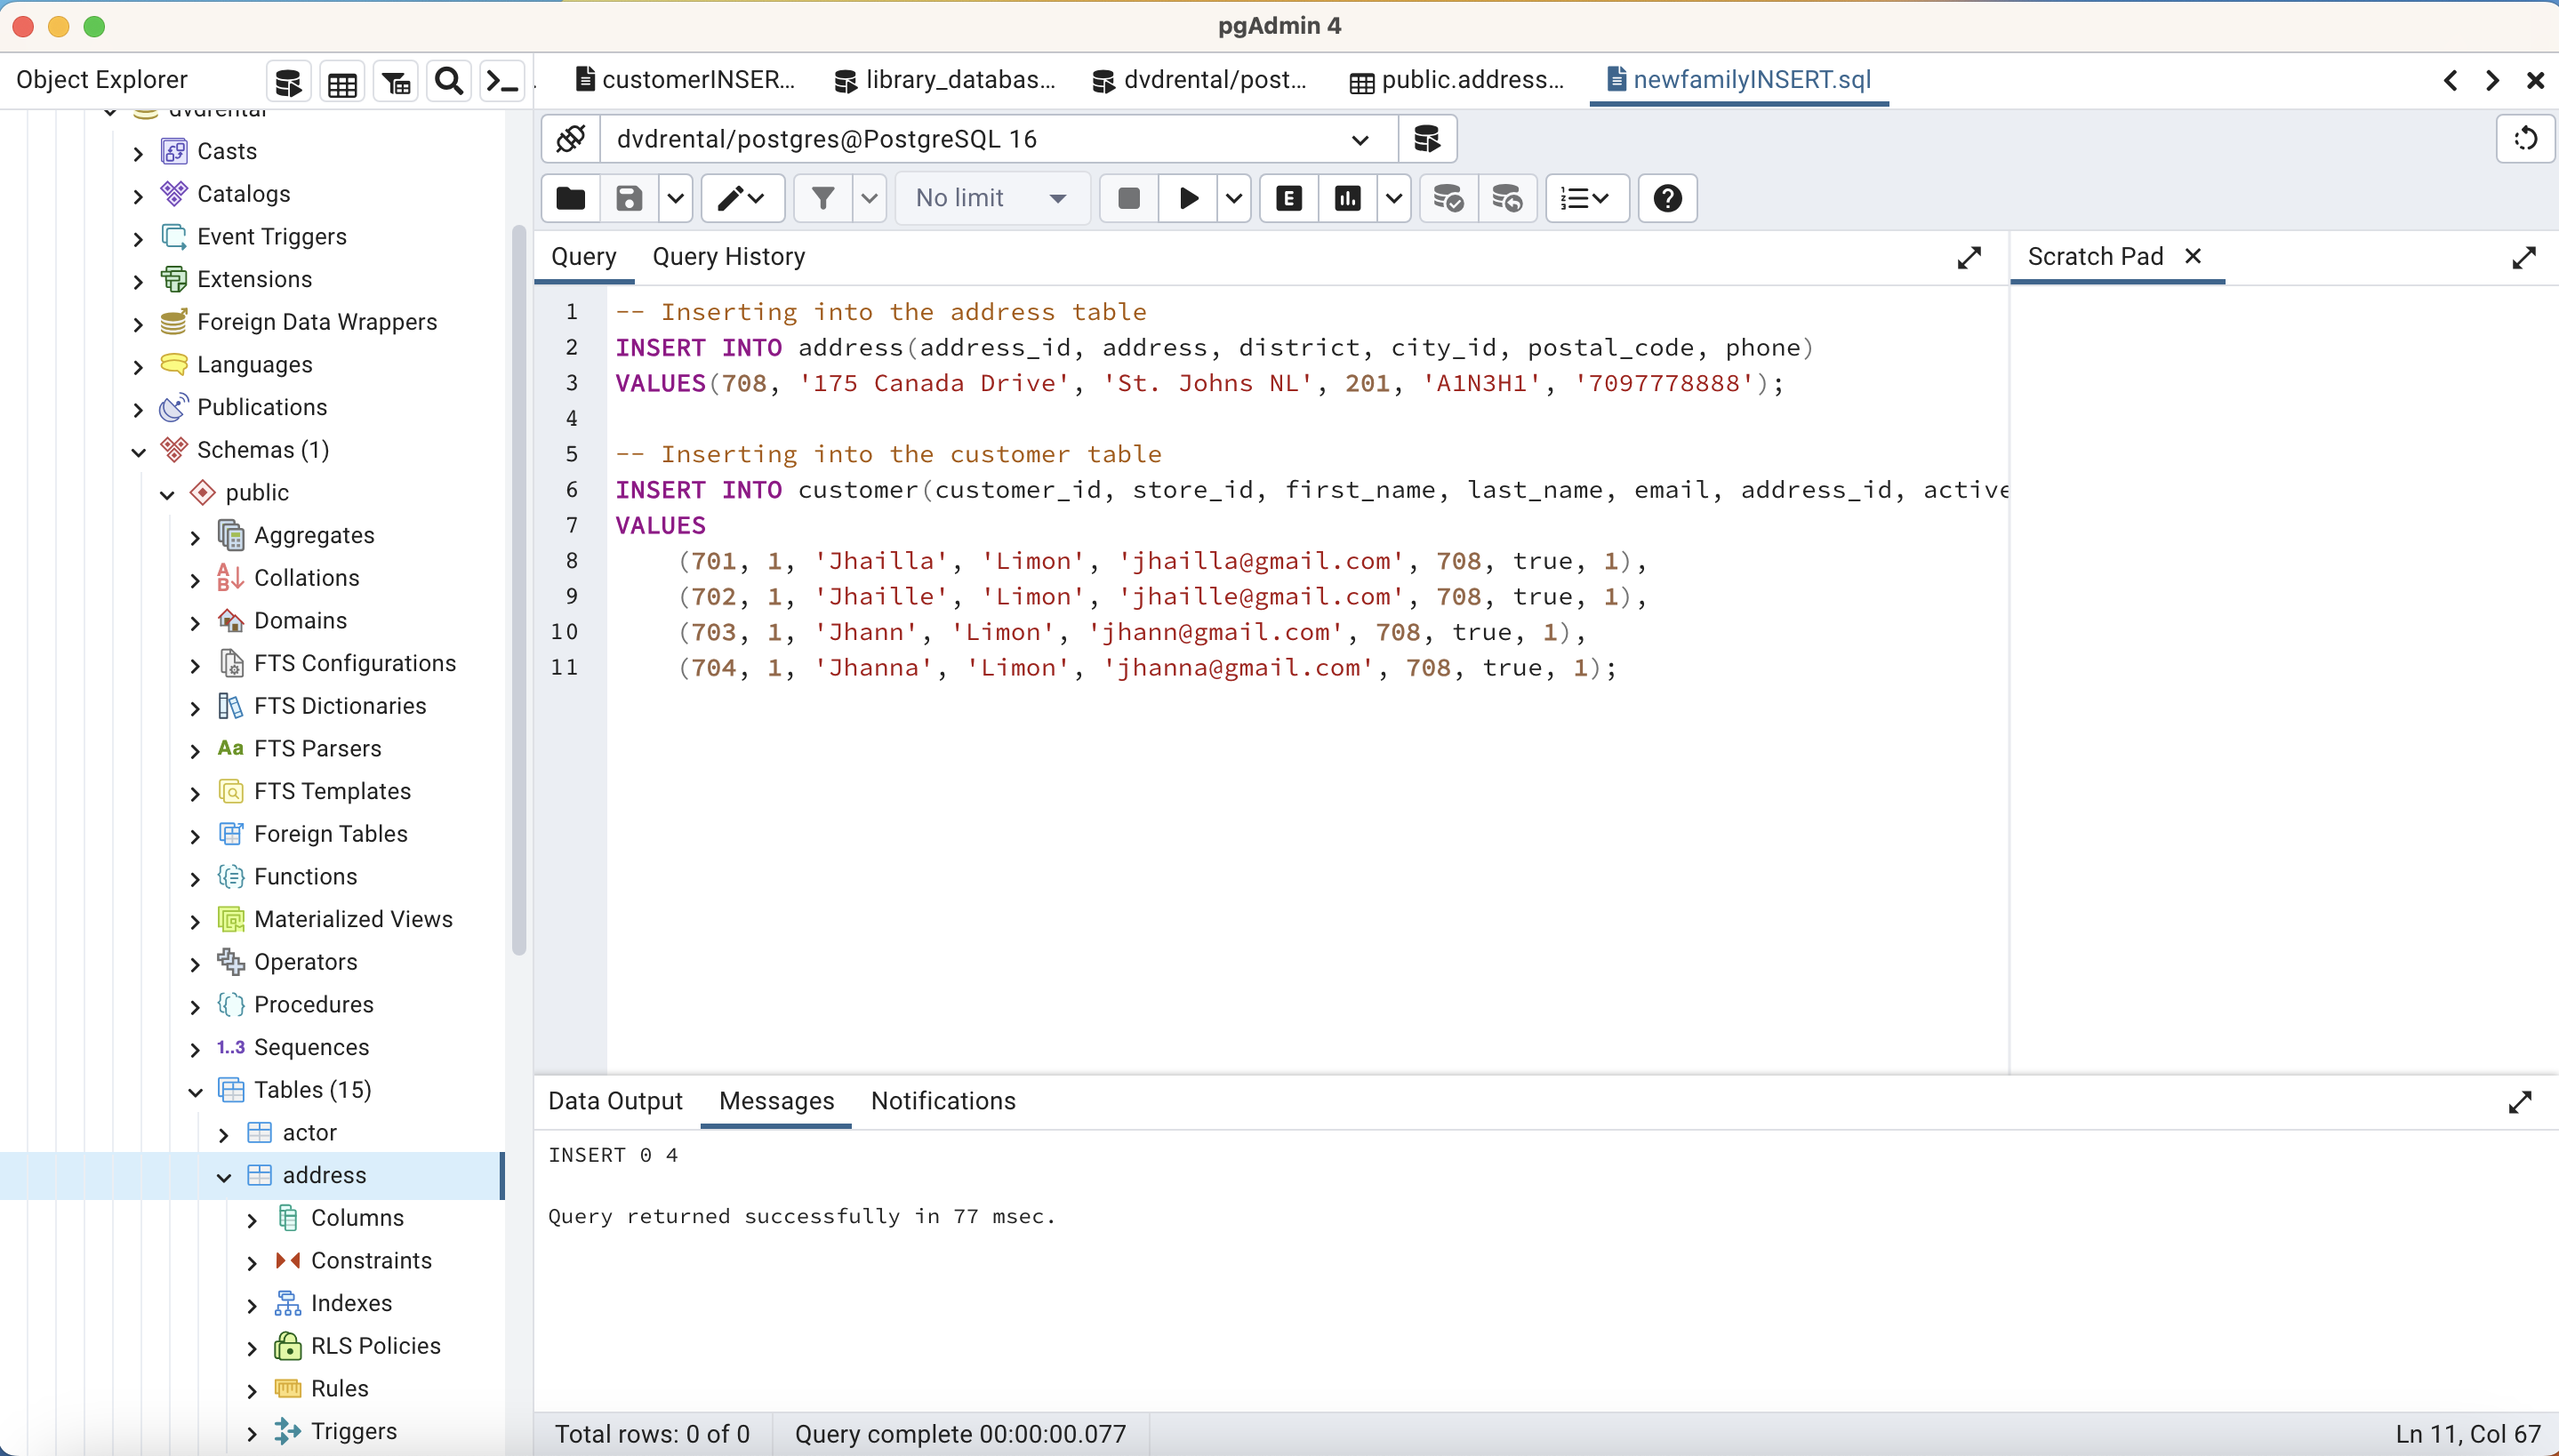 pgAdmin 4
Object Explorer
customerINSER...
library_databas...
dvdrental/post...
public.address...
newfamilyINSERT.sql
dvdrental
Casts
Catalogs
Event Triggers
Extensions
Foreign Data Wrappers
Languages
Publications
Schemas (1)
public
Aggregates
Collations
Domains
FTS Configurations
FTS Dictionaries
Aa FTS Parsers
FTS Templates
Foreign Tables
Functions
Materialized Views
Operators
Procedures
1..3 Sequences
Tables (15)
actor
address
Columns
Constraints
Indexes
RLS Policies
Rules
Triggers
dvdrental/postgres@PostgreSQL 16
No limit
E
Query
Query History
Scratch Pad
1 -- Inserting into the address table
2 INSERT INTO address(address_id, address, district, city_id, postal_code, phone)
3 VALUES(708, '175 Canada Drive', 'St. Johns NL', 201, 'A1N3H1', '7097778888');
4
5 -- Inserting into the customer table
6 INSERT INTO customer(customer_id, store_id, first_name, last_name, email, address_id, active
7 VALUES
8 (701, 1, 'Jhailla', 'Limon', 'jhailla@gmail.com', 708, true, 1),
9 (702, 1, 'Jhaille', 'Limon', 'jhaille@gmail.com', 708, true, 1),
10 (703, 1, 'Jhann', 'Limon', 'jhann@gmail.com', 708, true, 1),
11 (704, 1, 'Jhanna', 'Limon', 'jhanna@gmail.com', 708, true, 1);
Data Output
Messages
Notifications
INSERT 0 4
Query returned successfully in 77 msec.
Total rows: 0 of 0
Query complete 00:00:00.077
Ln 11, Col 67